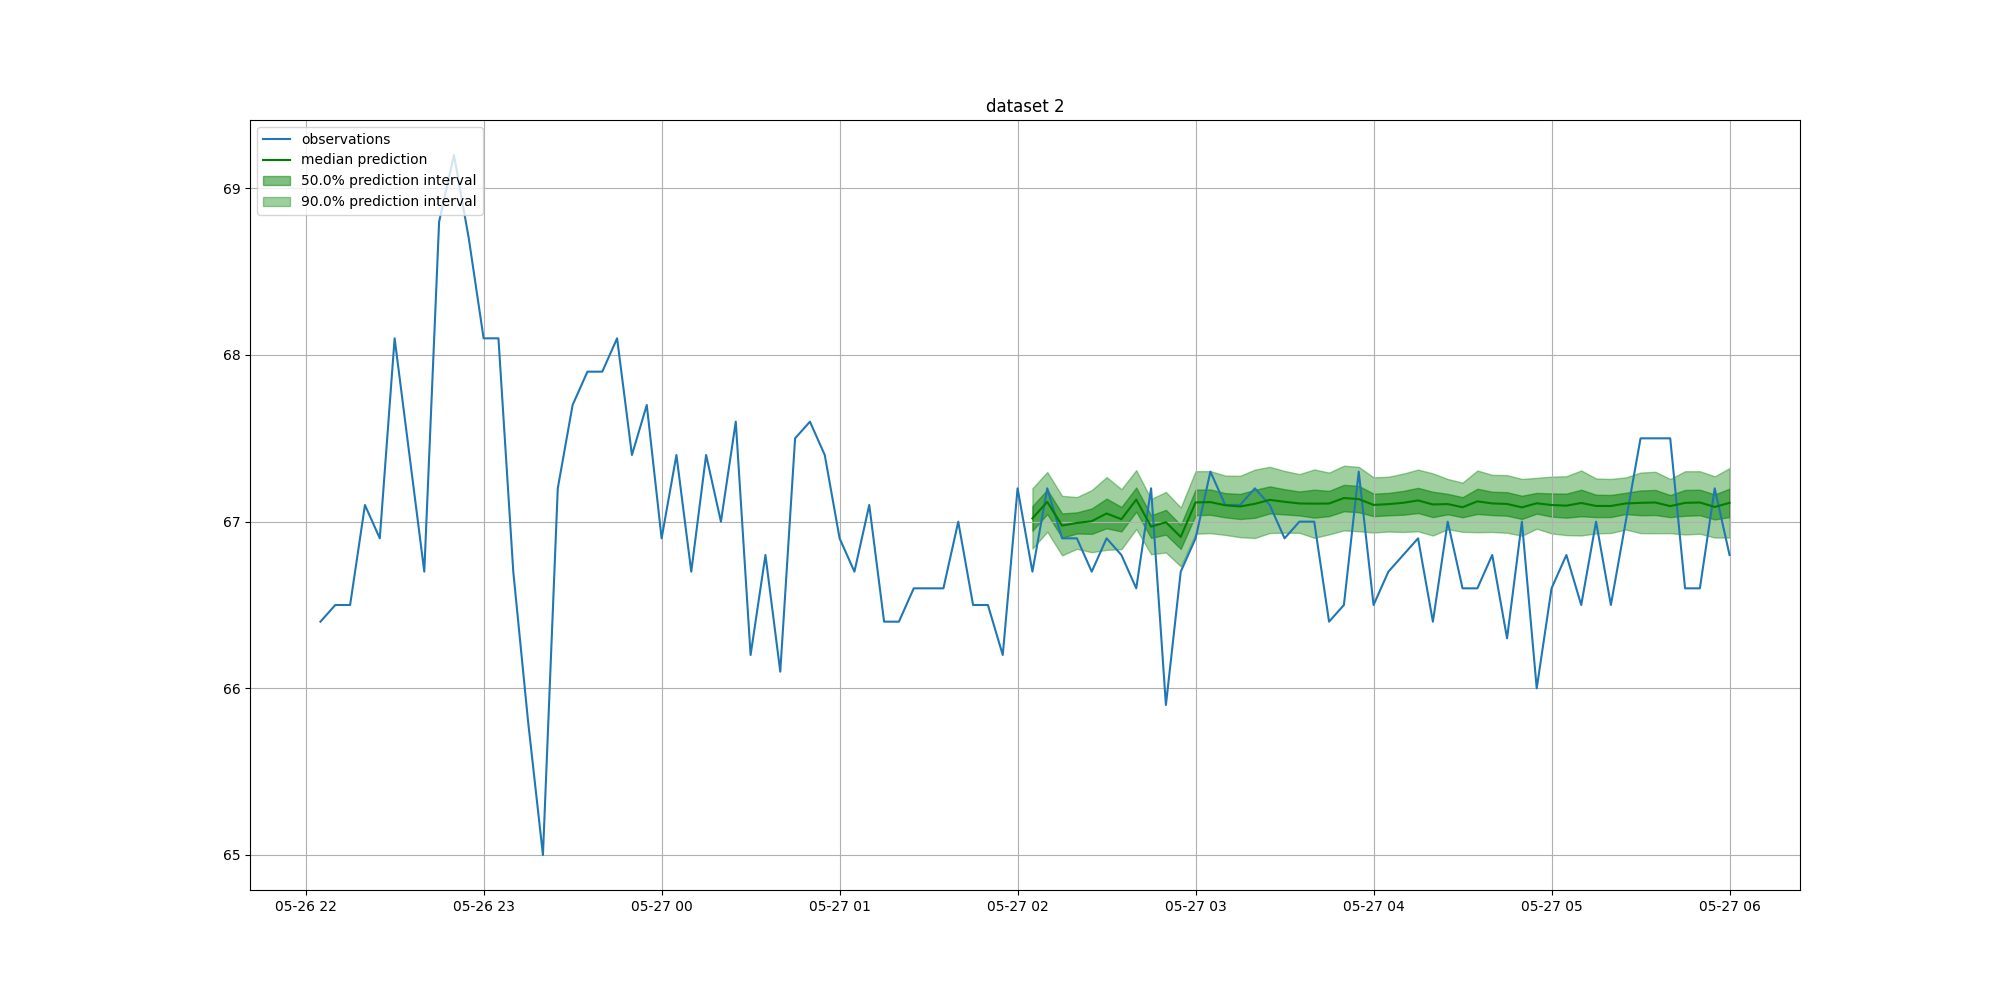 dataset 2
observations
median prediction
50.0% prediction interval
90.0% prediction interval
69
68
67
66
65
05-26 22
05-26 23
05-27 00
05-27 01
05-27 02
05-27 03
05-27 04
05-27 05
05-27 06